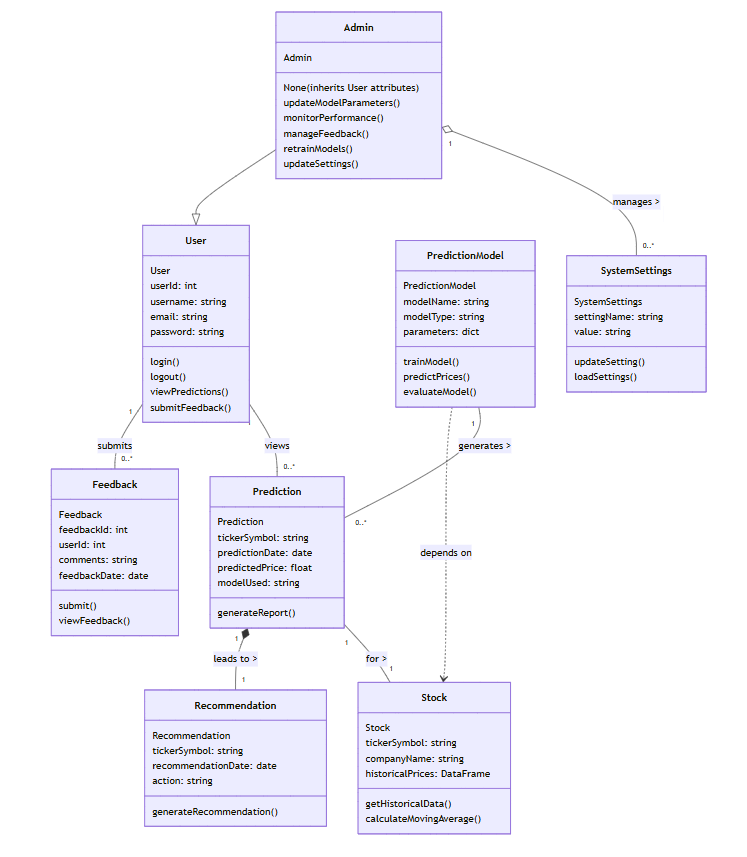 Admin
Admin
None(inherits User attributes)
updateModelParameters()
monitorPerformance()
manageFeedback()
retrainModels()
updateSettings()
1
manages >
0..*
User
User
userId: int
username: string
email: string
password: string
login()
logout()
viewPredictions()
submitFeedback()
PredictionModel
PredictionModel
modelName: string
modelType: string
parameters: dict
trainModel()
predictPrices()
evaluateModel()
SystemSettings
SystemSettings
settingName: string
value: string
updateSetting()
loadSettings()
1
submits
0..*
views
0..*
1
generates >
0..*
depends on
Feedback
Feedback
feedbackId: int
userId: int
comments: string
feedbackDate: date
submit()
viewFeedback()
Prediction
Prediction
tickerSymbol: string
predictionDate: date
predictedPrice: float
modelUsed: string
generateReport()
1
leads to >
1
1
for >
1
Recommendation
Recommendation
tickerSymbol: string
recommendationDate: date
action: string
generateRecommendation()
Stock
Stock
tickerSymbol: string
companyName: string
historicalPrices: DataFrame
getHistoricalData()
calculateMovingAverage()